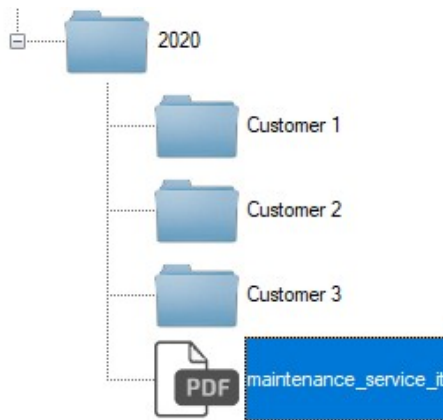 2020
Customer 1
Customer 2
Customer 3
PDF
maintenance_service_it